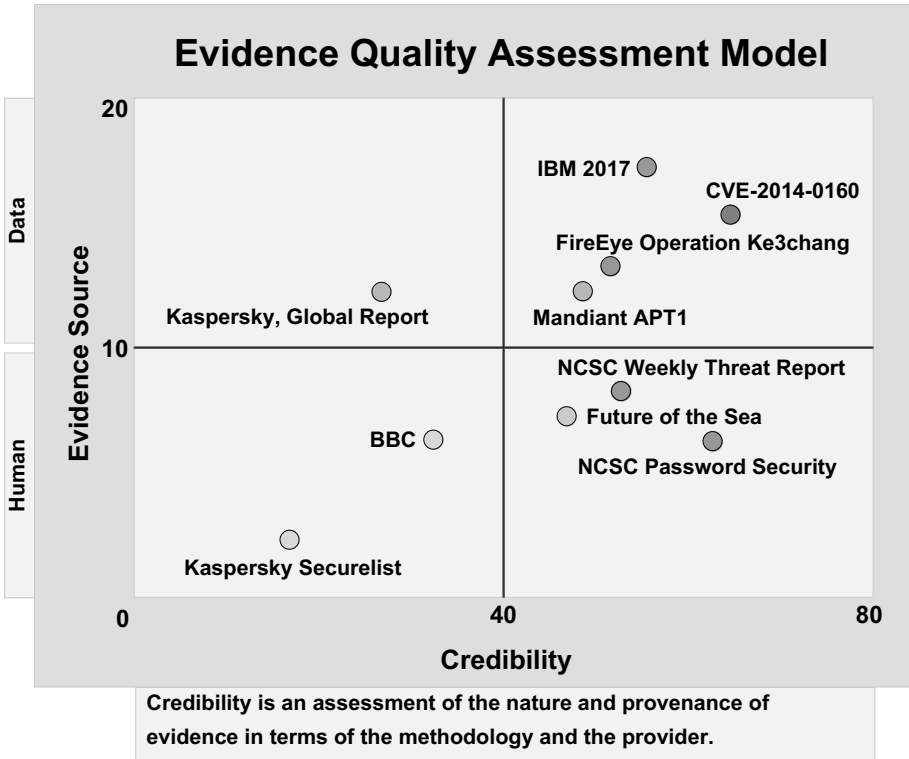 Evidence Quality Assessment Model
20
IBM 2017
CVE-2014-0160
Data
FireEye Operation Ke3chang
Kaspersky, Global Report
Mandiant APT1
Evidence Source
10
NCSC Weekly Threat Report
Future of the Sea
BBC
NCSC Password Security
Human
Kaspersky Securelist
0
40
80
Credibility
Credibility is an assessment of the nature and provenance of
evidence in terms of the methodology and the provider.